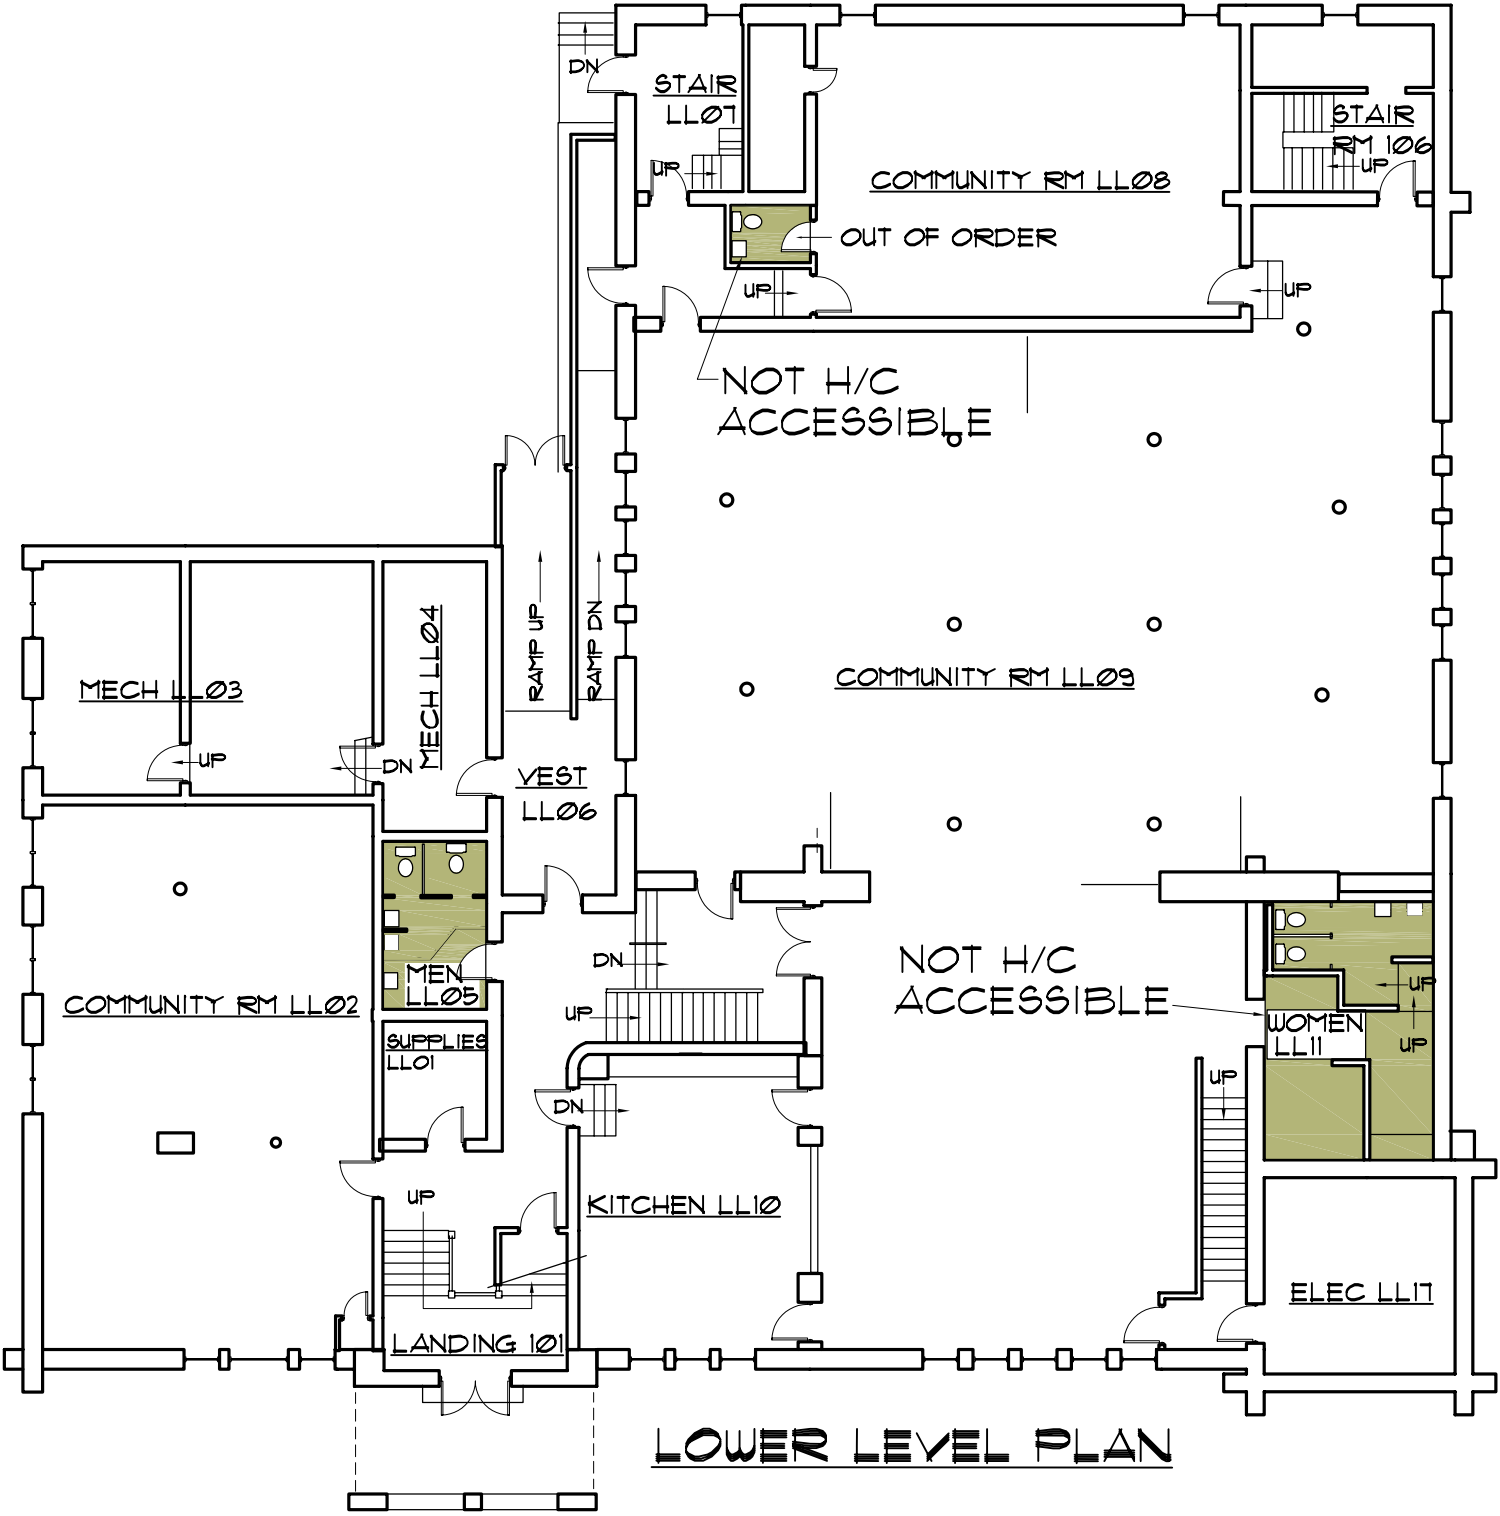 DN
STAIR
LL07
UP
STAIR
RM 106
UP
COMMUNITY RM LL08
OUT OF ORDER
UP
UP
NOT H/C
ACCESSIBLE
RAMP UP
RAMP DN
MECH LL04
COMMUNITY RM LL09
MECH LL03
UP
DN
VEST
LL06
NOT H/C
ACCESSIBLE
DN
MEN
LL05
COMMUNITY RM LL02
UP
UP
WOMEN
LL11
UP
SUPPLIES
LL01
UP
DN
UP
KITCHEN LL10
ELEC LL17
LANDING 101
LOWER LEVEL PLAN